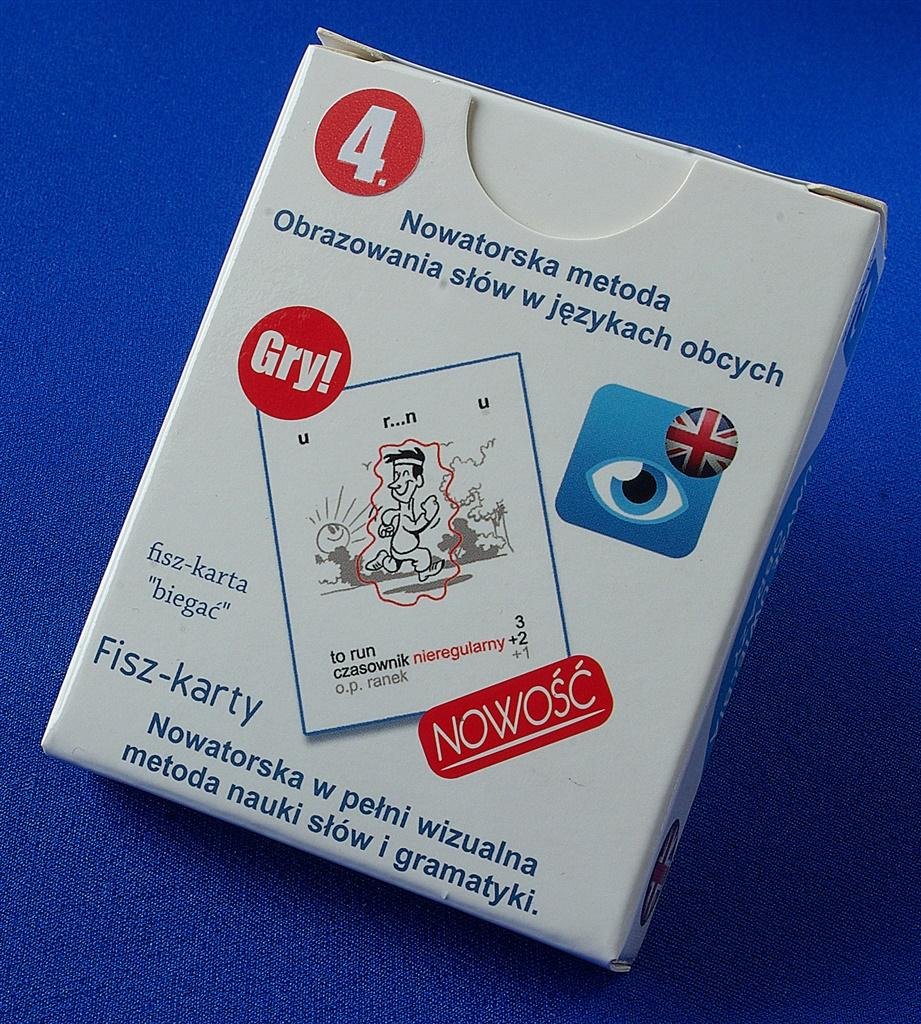 4.
Nowatorska metoda
Obrazowania słów w językach obcych
Gry!
u r...n u
fisz-karta
"biegać"
to run
czasownik nieregularny
o.p. ranek
3
+2
+1
NOWOŚĆ
Fisz-karty
Nowatorska w pełni wizualna
metoda nauki słów i gramatyki.